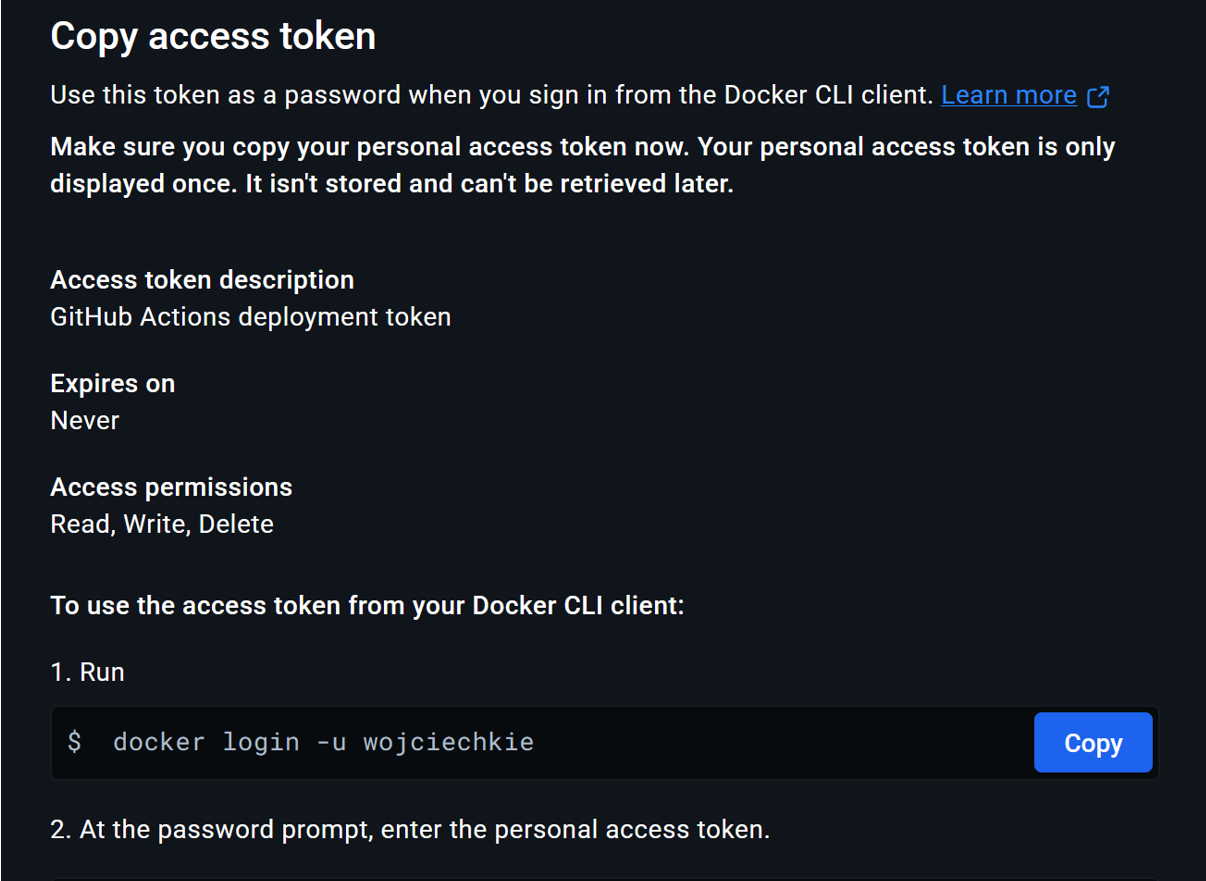 Copy access token
Use this token as a password when you sign in from the Docker CLI client. Learn more
Make sure you copy your personal access token now. Your personal access token is only
displayed once. It isn't stored and can't be retrieved later.
Access token description
GitHub Actions deployment token
Expires on
Never
Access permissions
Read, Write, Delete
To use the access token from your Docker CLI client:
1. Run
$ docker login -u wojciechkie Copy
2. At the password prompt, enter the personal access token.